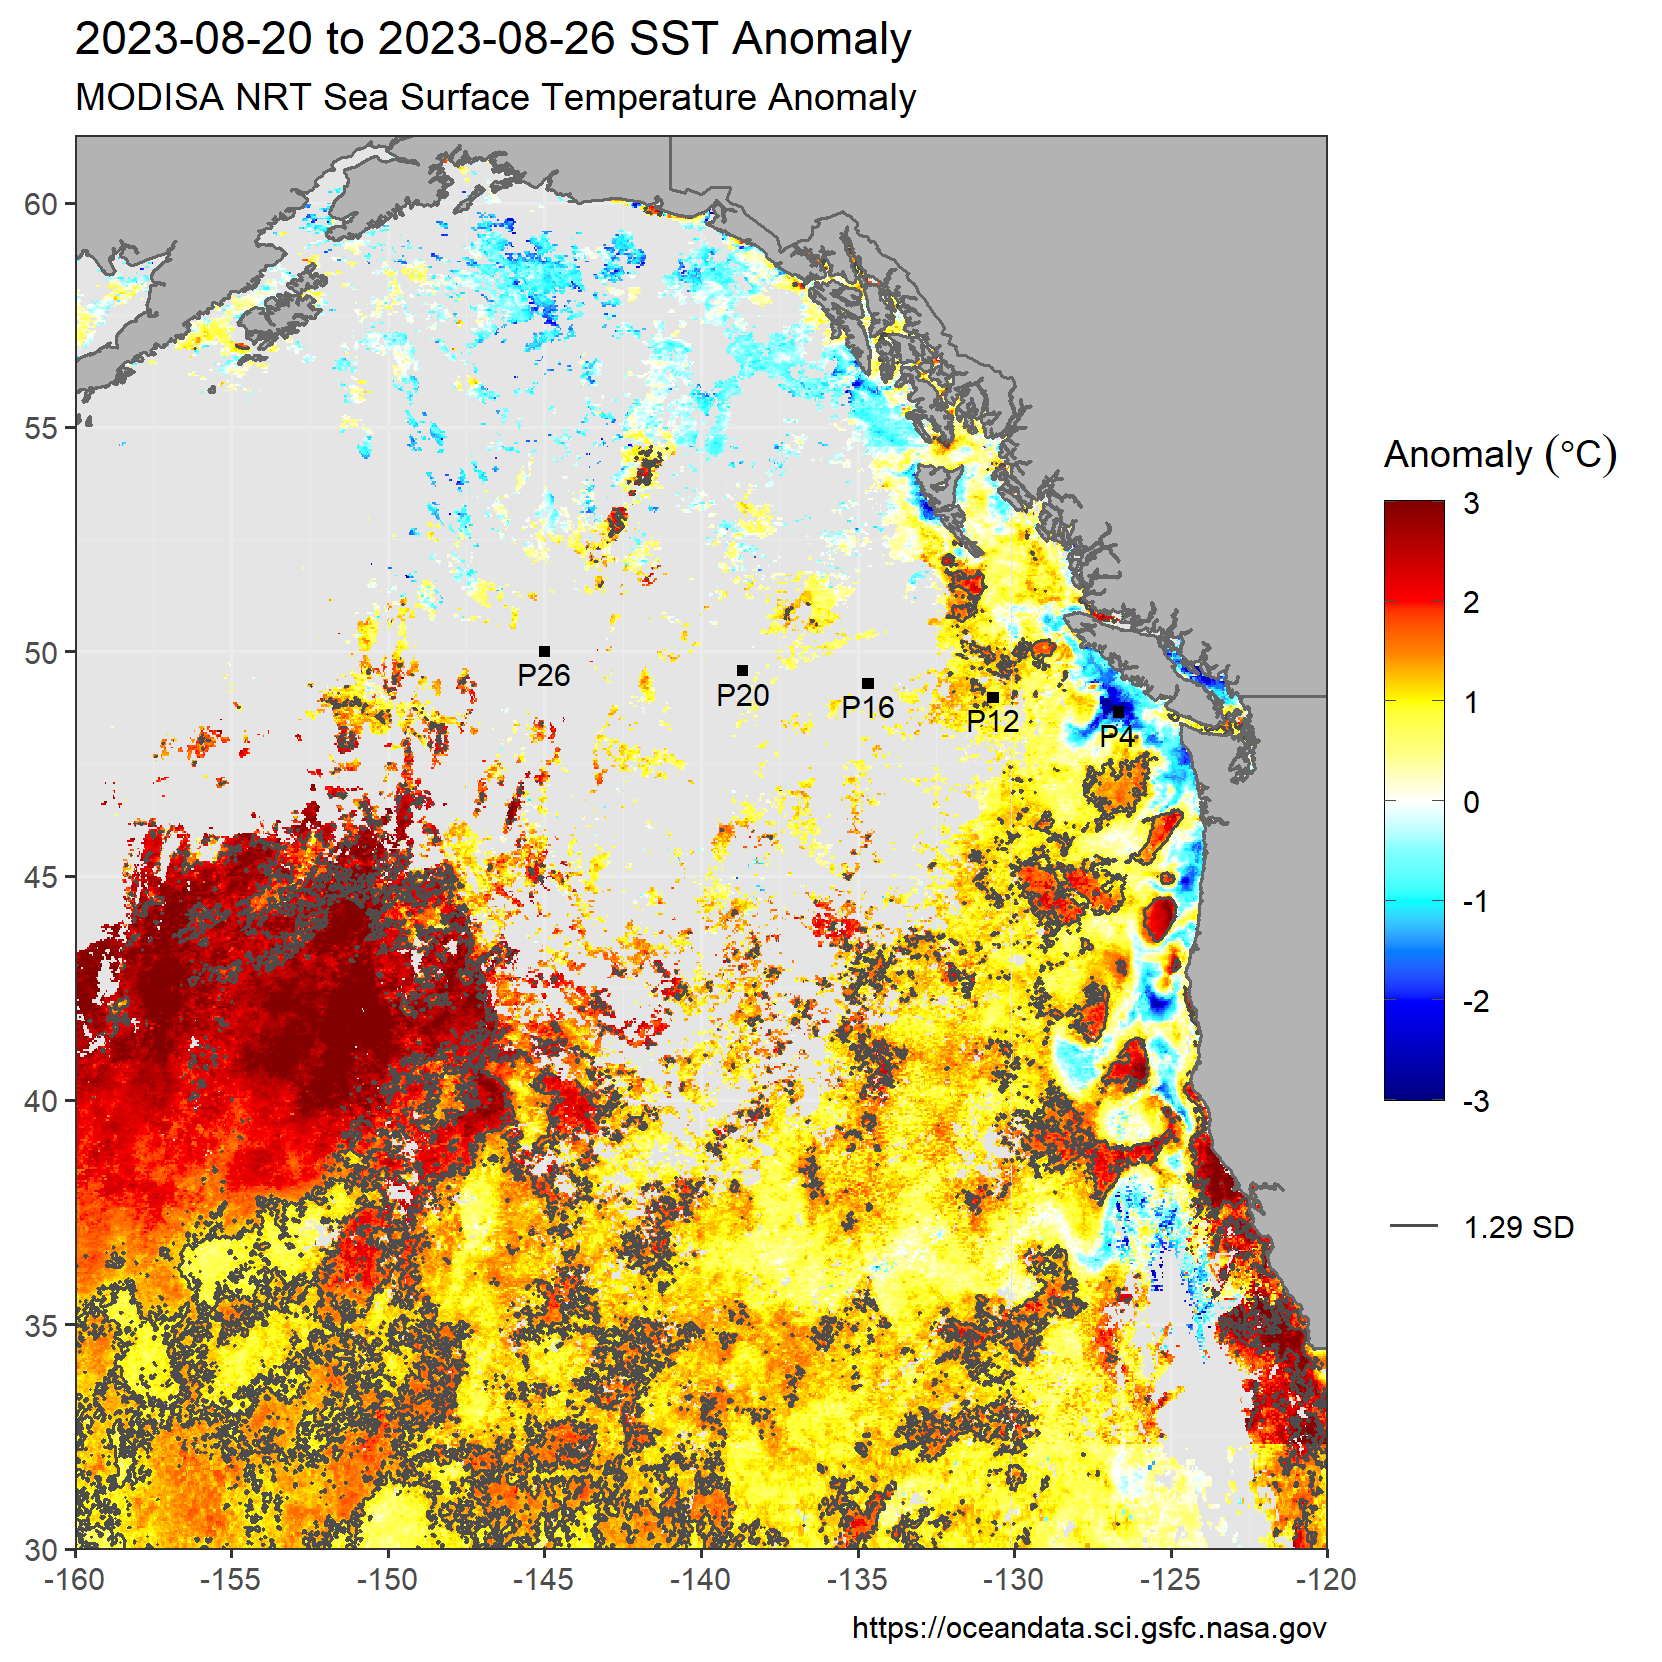 2023-08-20 to 2023-08-26 SST Anomaly
MODISA NRT Sea Surface Temperature Anomaly
60
55
50
45
40
35
30
-160
-155
-150
-145
-140
-135
-130
-125
-120
P26
P20
P16
P12
P4
Anomaly (°C)
3
2
1
0
-1
-2
-3
1.29 SD
https://oceandata.sci.gsfc.nasa.gov